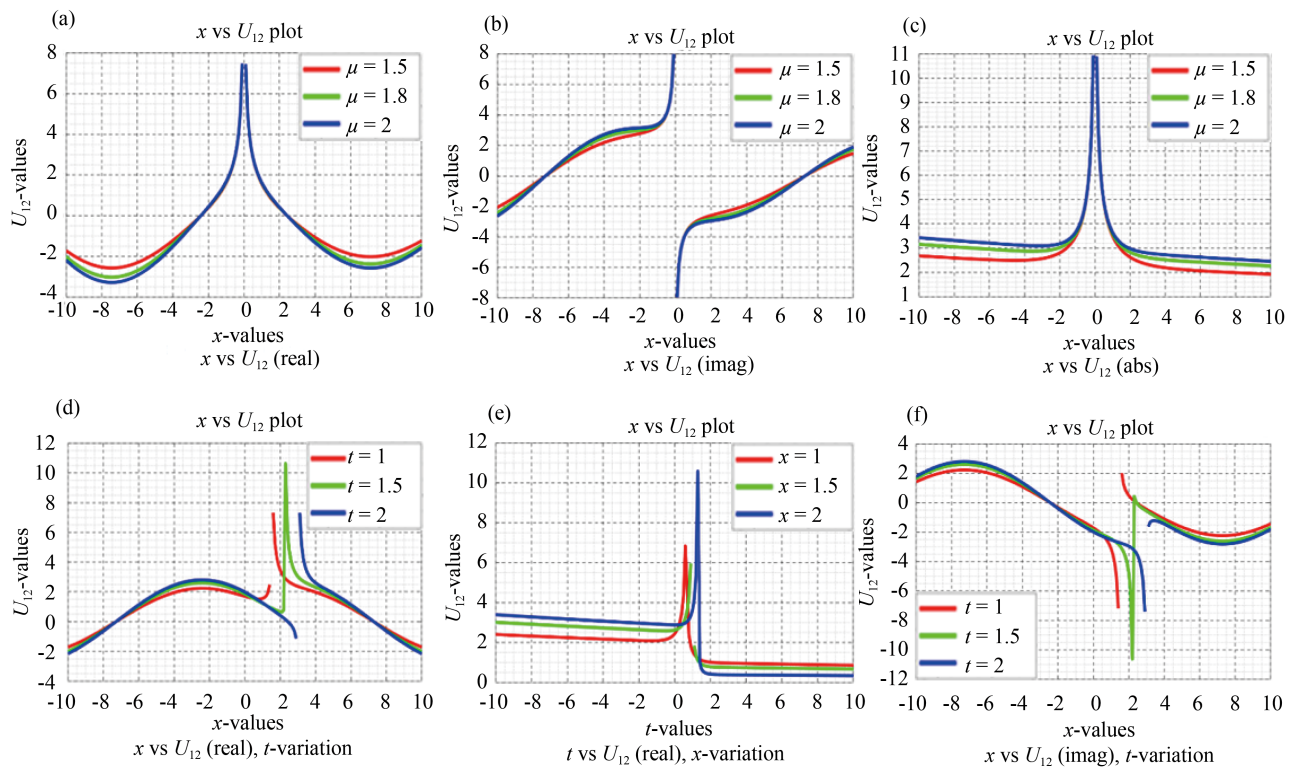 (a)
x vs U₁₂ plot
8
6
4
2
0
-2
-4
U₁₂-values
μ = 1.5
μ = 1.8
μ = 2
-10 -8 -6 -4 -2 0 2 4 6 8 10
x-values
x vs U₁₂ (real)
(b)
x vs U₁₂ plot
8
6
4
2
0
-2
-4
-6
-8
U₁₂-values
μ = 1.5
μ = 1.8
μ = 2
-10 -8 -6 -4 -2 0 2 4 6 8 10
x-values
x vs U₁₂ (imag)
(c)
x vs U₁₂ plot
11
10
9
8
7
6
5
4
3
2
1
U₁₂-values
μ = 1.5
μ = 1.8
μ = 2
-10 -8 -6 -4 -2 0 2 4 6 8 10
x-values
x vs U₁₂ (abs)
(d)
x vs U₁₂ plot
12
10
8
6
4
2
0
-2
-4
U₁₂-values
t = 1
t = 1.5
t = 2
-10 -8 -6 -4 -2 0 2 4 6 8 10
x-values
x vs U₁₂ (real), t-variation
(e)
x vs U₁₂ plot
12
10
8
6
4
2
0
U₁₂-values
x = 1
x = 1.5
x = 2
-10 -8 -6 -4 -2 0 2 4 6 8 10
t-values
t vs U₁₂ (real), x-variation
(f)
x vs U₁₂ plot
4
2
0
-2
-4
-6
-8
-10
-12
U₁₂-values
t = 1
t = 1.5
t = 2
-10 -8 -6 -4 -2 0 2 4 6 8 10
x-values
x vs U₁₂ (imag), t-variation